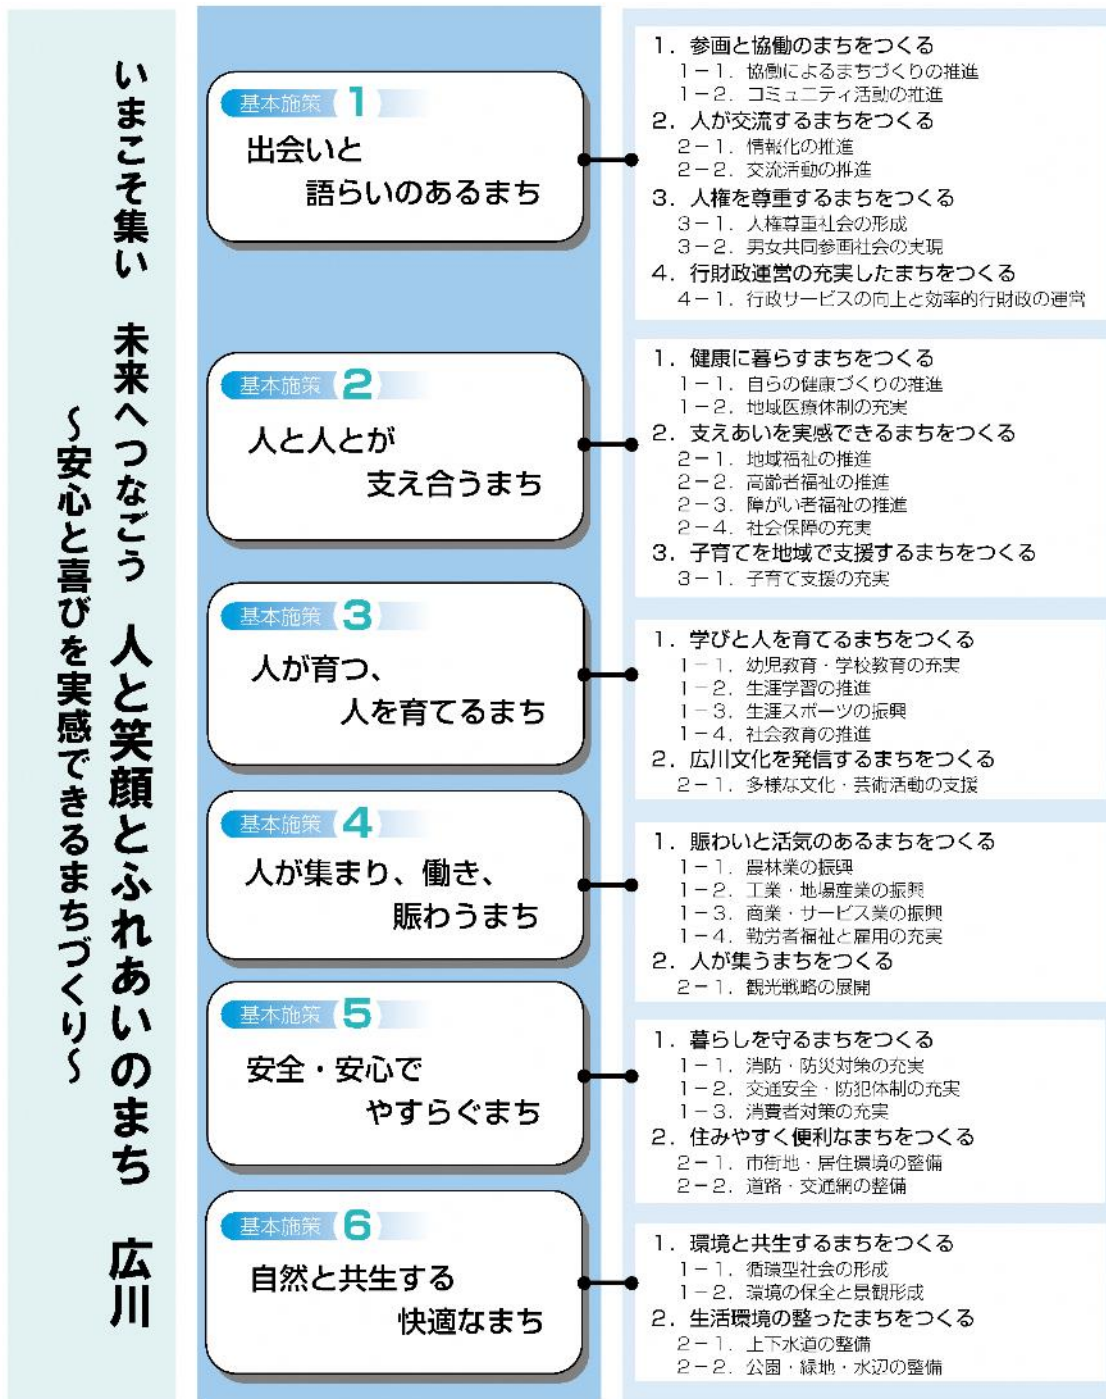 いまこそ集い 未来へつなごう 人と笑顔とふれあいのまち 広川
～安心と喜びを実感できるまちづくり～
基本施策 1
出会いと
語らいのあるまち
1．参画と協働のまちをつくる
1－1．協働によるまちづくりの推進
1－2．コミュニティ活動の推進
2．人が交流するまちをつくる
2－1．情報化の推進
2－2．交流活動の推進
3．人権を尊重するまちをつくる
3－1．人権尊重社会の形成
3－2．男女共同参画社会の実現
4．行財政運営の充実したまちをつくる
4－1．行政サービスの向上と効率的行財政の運営
基本施策 2
人と人とが
支え合うまち
1．健康に暮らすまちをつくる
1－1．自らの健康づくりの推進
1－2．地域医療体制の充実
2．支えあいを実感できるまちをつくる
2－1．地域福祉の推進
2－2．高齢者福祉の推進
2－3．障がい者福祉の推進
2－4．社会保障の充実
3．子育てを地域で支援するまちをつくる
3－1．子育て支援の充実
基本施策 3
人が育つ、
人を育てるまち
1．学びと人を育てるまちをつくる
1－1．幼児教育・学校教育の充実
1－2．生涯学習の推進
1－3．生涯スポーツの振興
1－4．社会教育の推進
2．広川文化を発信するまちをつくる
2－1．多様な文化・芸術活動の支援
基本施策 4
人が集まり、働き、
賑わうまち
1．賑わいと活気のあるまちをつくる
1－1．農林業の振興
1－2．工業・地場産業の振興
1－3．商業・サービス業の振興
1－4．勤労者福祉と雇用の充実
2．人が集うまちをつくる
2－1．観光戦略の展開
基本施策 5
安全・安心で
やすらぐまち
1．暮らしを守るまちをつくる
1－1．消防・防災対策の充実
1－2．交通安全・防犯体制の充実
1－3．消費者対策の充実
2．住みやすく便利なまちをつくる
2－1．市街地・居住環境の整備
2－2．道路・交通網の整備
基本施策 6
自然と共生する
快適なまち
1．環境と共生するまちをつくる
1－1．循環型社会の形成
1－2．環境の保全と景観形成
2．生活環境の整ったまちをつくる
2－1．上下水道の整備
2－2．公園・緑地・水辺の整備